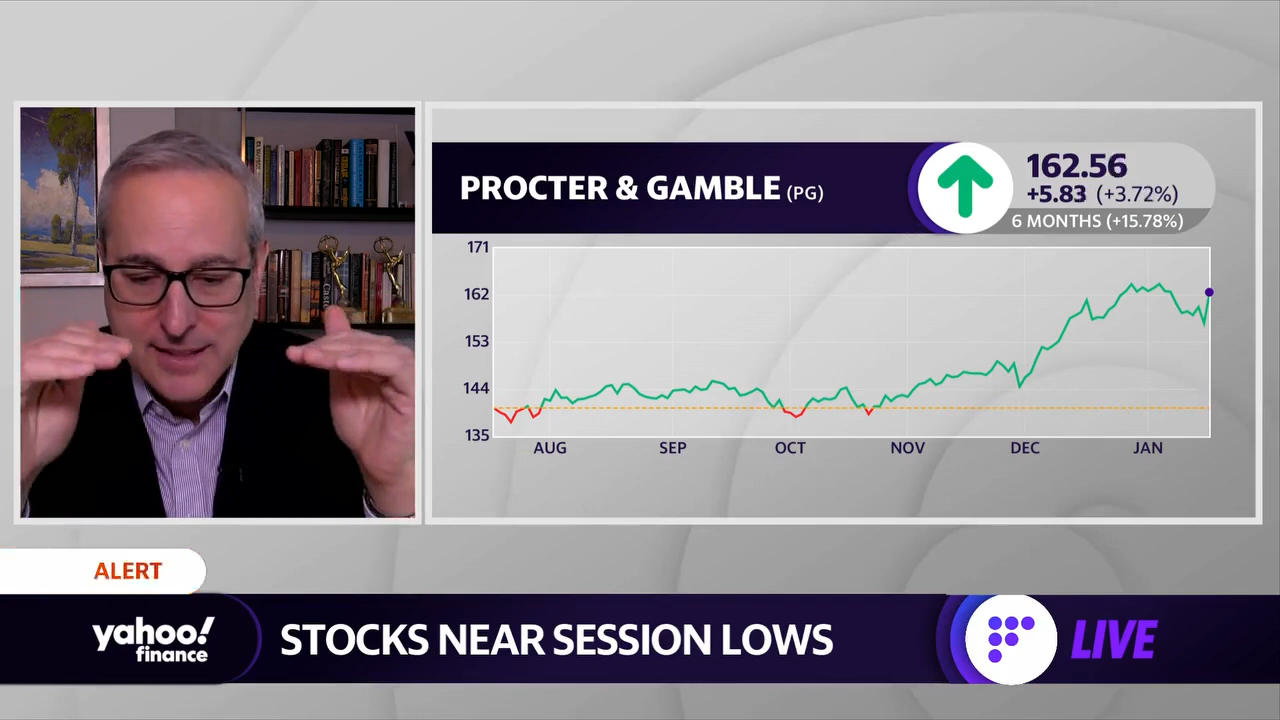 PROCTER & GAMBLE (PG)
162.56
+5.83 (+3.72%)
6 MONTHS (+15.78%)
171
162
153
144
135
AUG SEP OCT NOV DEC JAN
ALERT
yahoo!
finance
STOCKS NEAR SESSION LOWS
LIVE